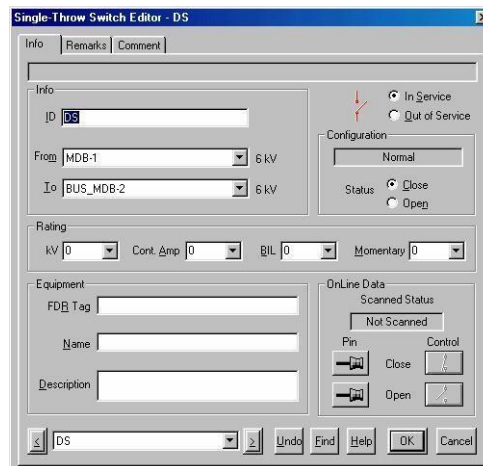 Single-Throw Switch Editor - DS
Info Remarks Comment
Info
ID DS
In Service
Out of Service
From MDB-1 6 kV
To BUS_MDB-2 6 kV
Configuration
Normal
Status Close
Open
Rating
kV 0 Cont. Amp 0 BIL 0 Momentary 0
Equipment
FDR Tag
Name
Description
OnLine Data
Scanned Status
Not Scanned
Pin Control
Close
Open
< DS > Undo Find Help OK Cancel